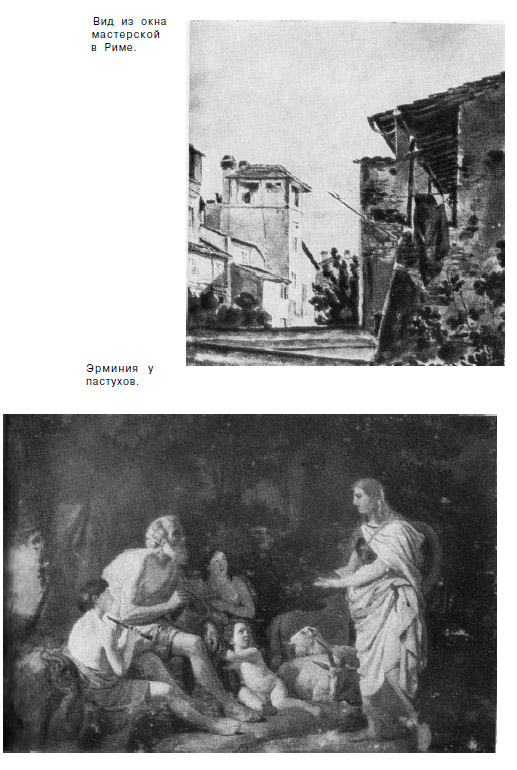 Вид из окна
мастерской
в Риме.
Эрминия у
пастухов.